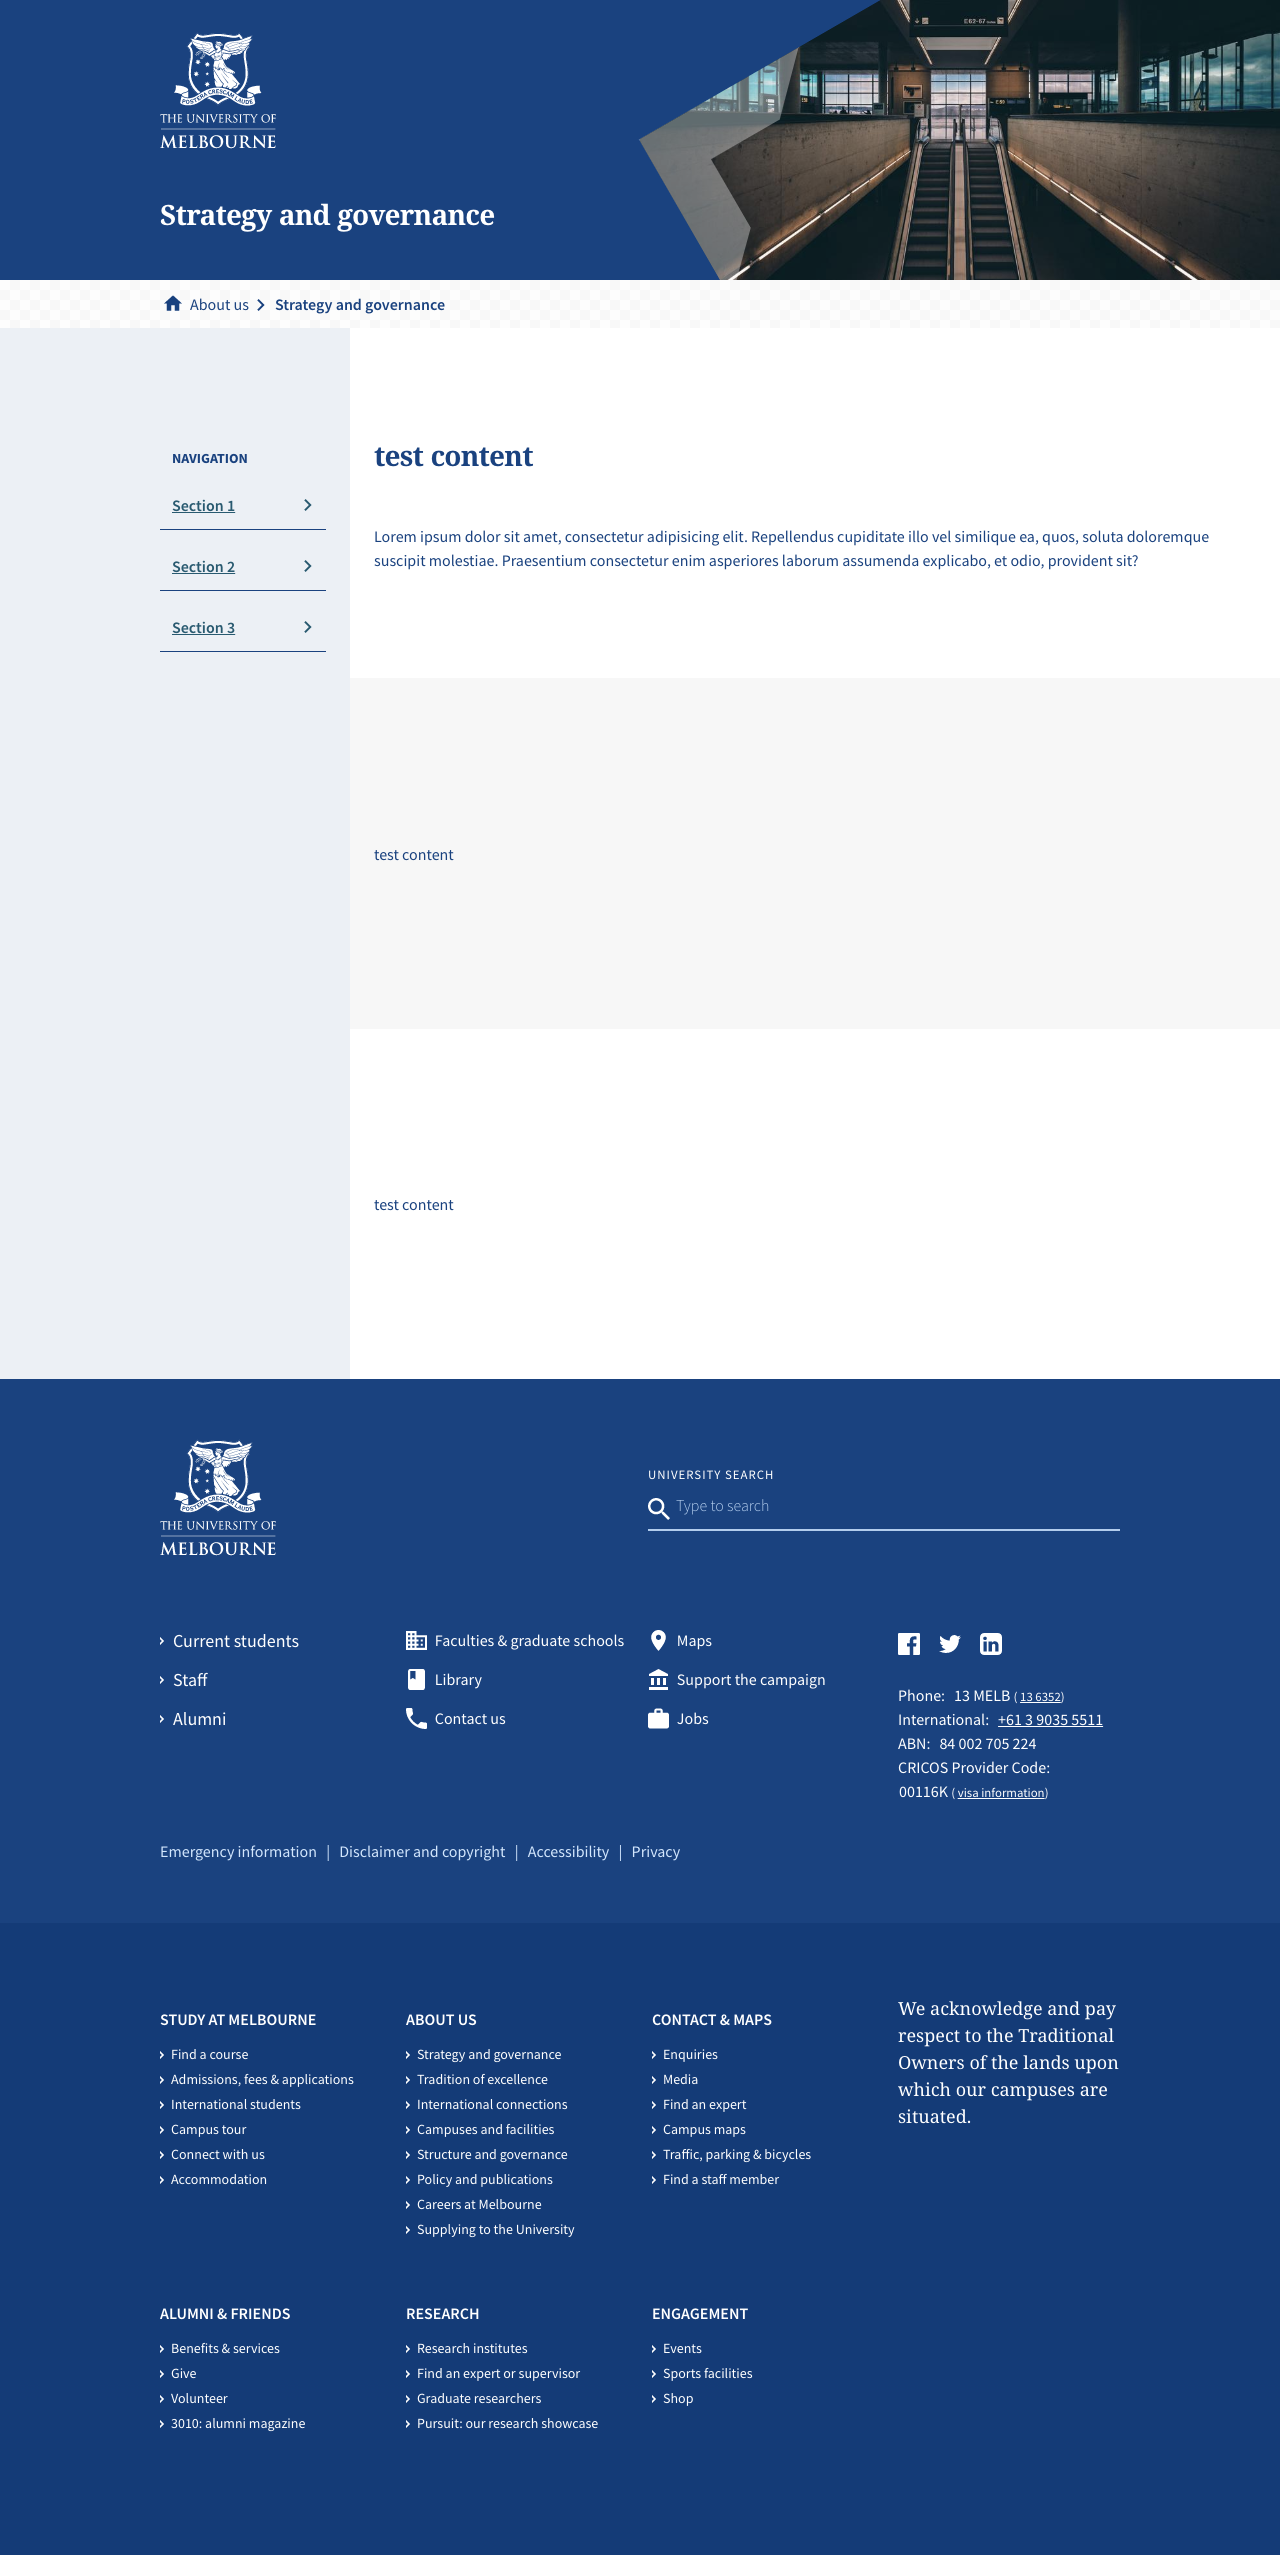 POSTERA CRESCAM LAUDE
THE UNIVERSITY OF
MELBOURNE
Strategy and governance
About us
Strategy and governance
NAVIGATION
Section 1
Section 2
Section 3
test content
Lorem ipsum dolor sit amet, consectetur adipisicing elit. Repellendus cupiditate illo vel similique ea, quos, soluta doloremque
suscipit molestiae. Praesentium consectetur enim asperiores laborum assumenda explicabo, et odio, provident sit?
test content
test content
POSTERA CRESCAM LAUDE
THE UNIVERSITY OF
MELBOURNE
UNIVERSITY SEARCH
Type to search
Current students
Staff
Alumni
Faculties & graduate schools
Library
Contact us
Maps
Support the campaign
Jobs
Phone: 13 MELB ( 13 6352)
International: +61 3 9035 5511
ABN: 84 002 705 224
CRICOS Provider Code:
00116K ( visa information)
Emergency information | Disclaimer and copyright | Accessibility | Privacy
STUDY AT MELBOURNE
Find a course
Admissions, fees & applications
International students
Campus tour
Connect with us
Accommodation
ABOUT US
Strategy and governance
Tradition of excellence
International connections
Campuses and facilities
Structure and governance
Policy and publications
Careers at Melbourne
Supplying to the University
CONTACT & MAPS
Enquiries
Media
Find an expert
Campus maps
Traffic, parking & bicycles
Find a staff member
We acknowledge and pay
respect to the Traditional
Owners of the lands upon
which our campuses are
situated.
ALUMNI & FRIENDS
Benefits & services
Give
Volunteer
3010: alumni magazine
RESEARCH
Research institutes
Find an expert or supervisor
Graduate researchers
Pursuit: our research showcase
ENGAGEMENT
Events
Sports facilities
Shop